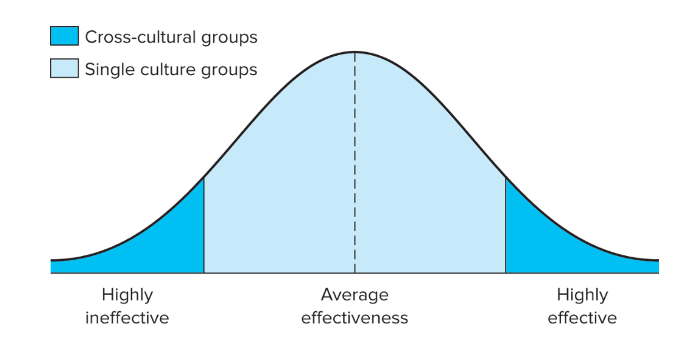 Cross-cultural groups
Single culture groups
Highly
ineffective
Average
effectiveness
Highly
effective